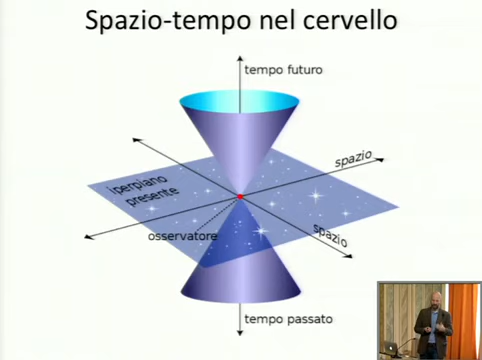 Spazio-tempo nel cervello
tempo futuro
spazio
iperpiano
presente
osservatore
spazio
tempo passato